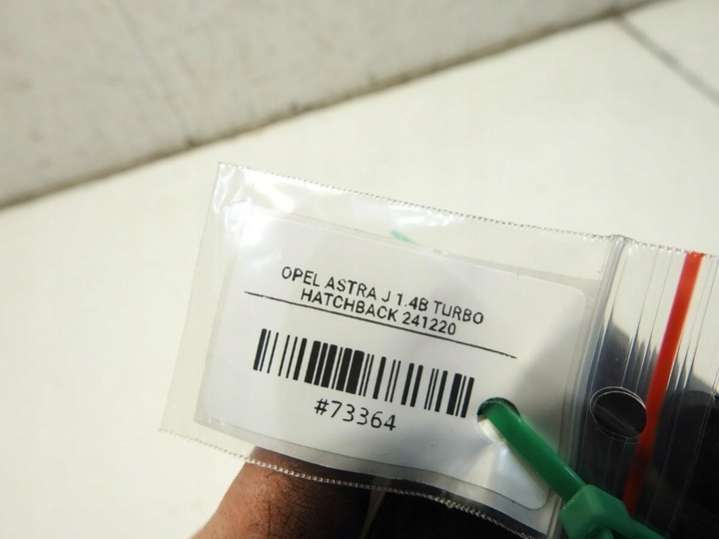 OPEL ASTRA J 1.4B TURBO
HATCHBACK 241220
#73364